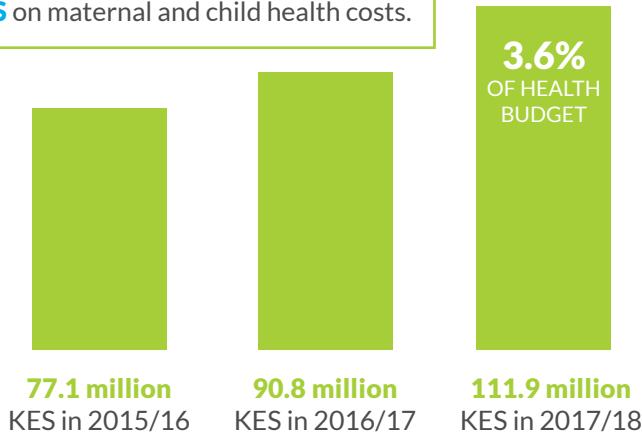 on maternal and child health costs.
3.6%
OF HEALTH
BUDGET
77.1 million
KES in 2015/16
90.8 million
KES in 2016/17
111.9 million
KES in 2017/18